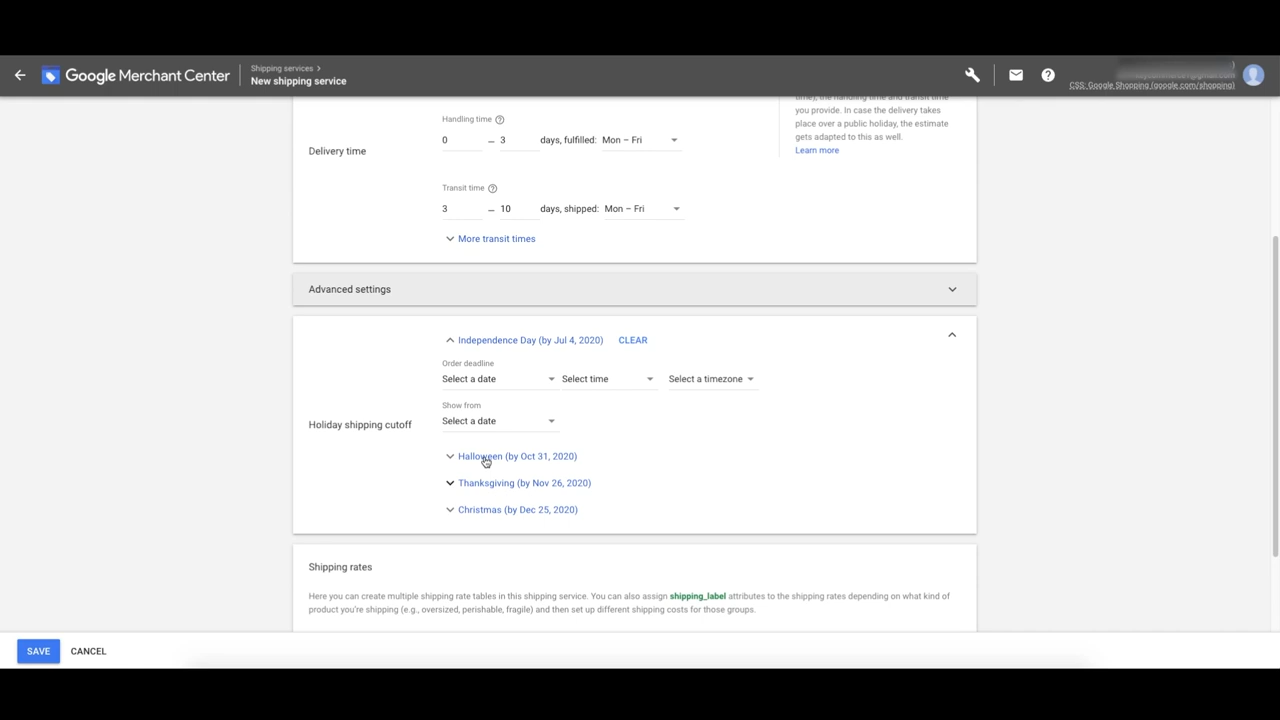 Google Merchant Center
Shipping services >
New shipping service
)
CSS: Google Shipping (google.com/shopping)
time), the handling time and transit time
you provide. In case the delivery takes
place over a public holiday, the estimate
gets adapted to this as well.
Learn more
Delivery time
Handling time
0 – 3 days, fulfilled: Mon – Fri
Transit time
3 – 10 days, shipped: Mon – Fri
More transit times
Advanced settings
Holiday shipping cutoff
Independence Day (by Jul 4, 2020) CLEAR
Order deadline
Select a date Select time Select a timezone
Show from
Select a date
Halloween (by Oct 31, 2020)
Thanksgiving (by Nov 26, 2020)
Christmas (by Dec 25, 2020)
Shipping rates
Here you can create multiple shipping rate tables in this shipping service. You can also assign shipping_label attributes to the shipping rates depending on what kind of
product you're shipping (e.g., oversized, perishable, fragile) and then set up different shipping costs for those groups.
SAVE CANCEL